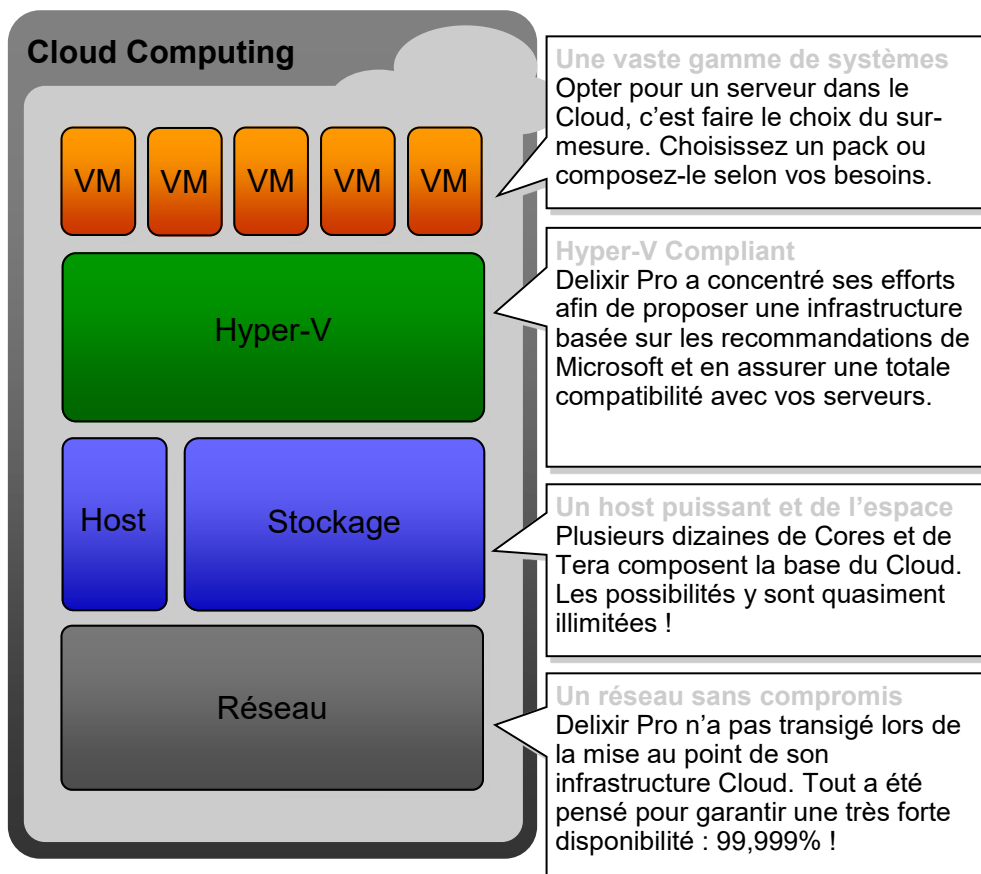 Cloud Computing
VM VM VM VM VM
Hyper-V
Host Stockage
Réseau
Une vaste gamme de systèmes
Opter pour un serveur dans le
Cloud, c’est faire le choix du sur-
mesure. Choisissez un pack ou
composez-le selon vos besoins.
Hyper-V Compliant
Delixir Pro a concentré ses efforts
afin de proposer une infrastructure
basée sur les recommandations de
Microsoft et en assurer une totale
compatibilité avec vos serveurs.
Un host puissant et de l’espace
Plusieurs dizaines de Cores et de
Tera composent la base du Cloud.
Les possibilités y sont quasiment
illimitées !
Un réseau sans compromis
Delixir Pro n’a pas transigé lors de
la mise au point de son
infrastructure Cloud. Tout a été
pensé pour garantir une très forte
disponibilité : 99,999% !